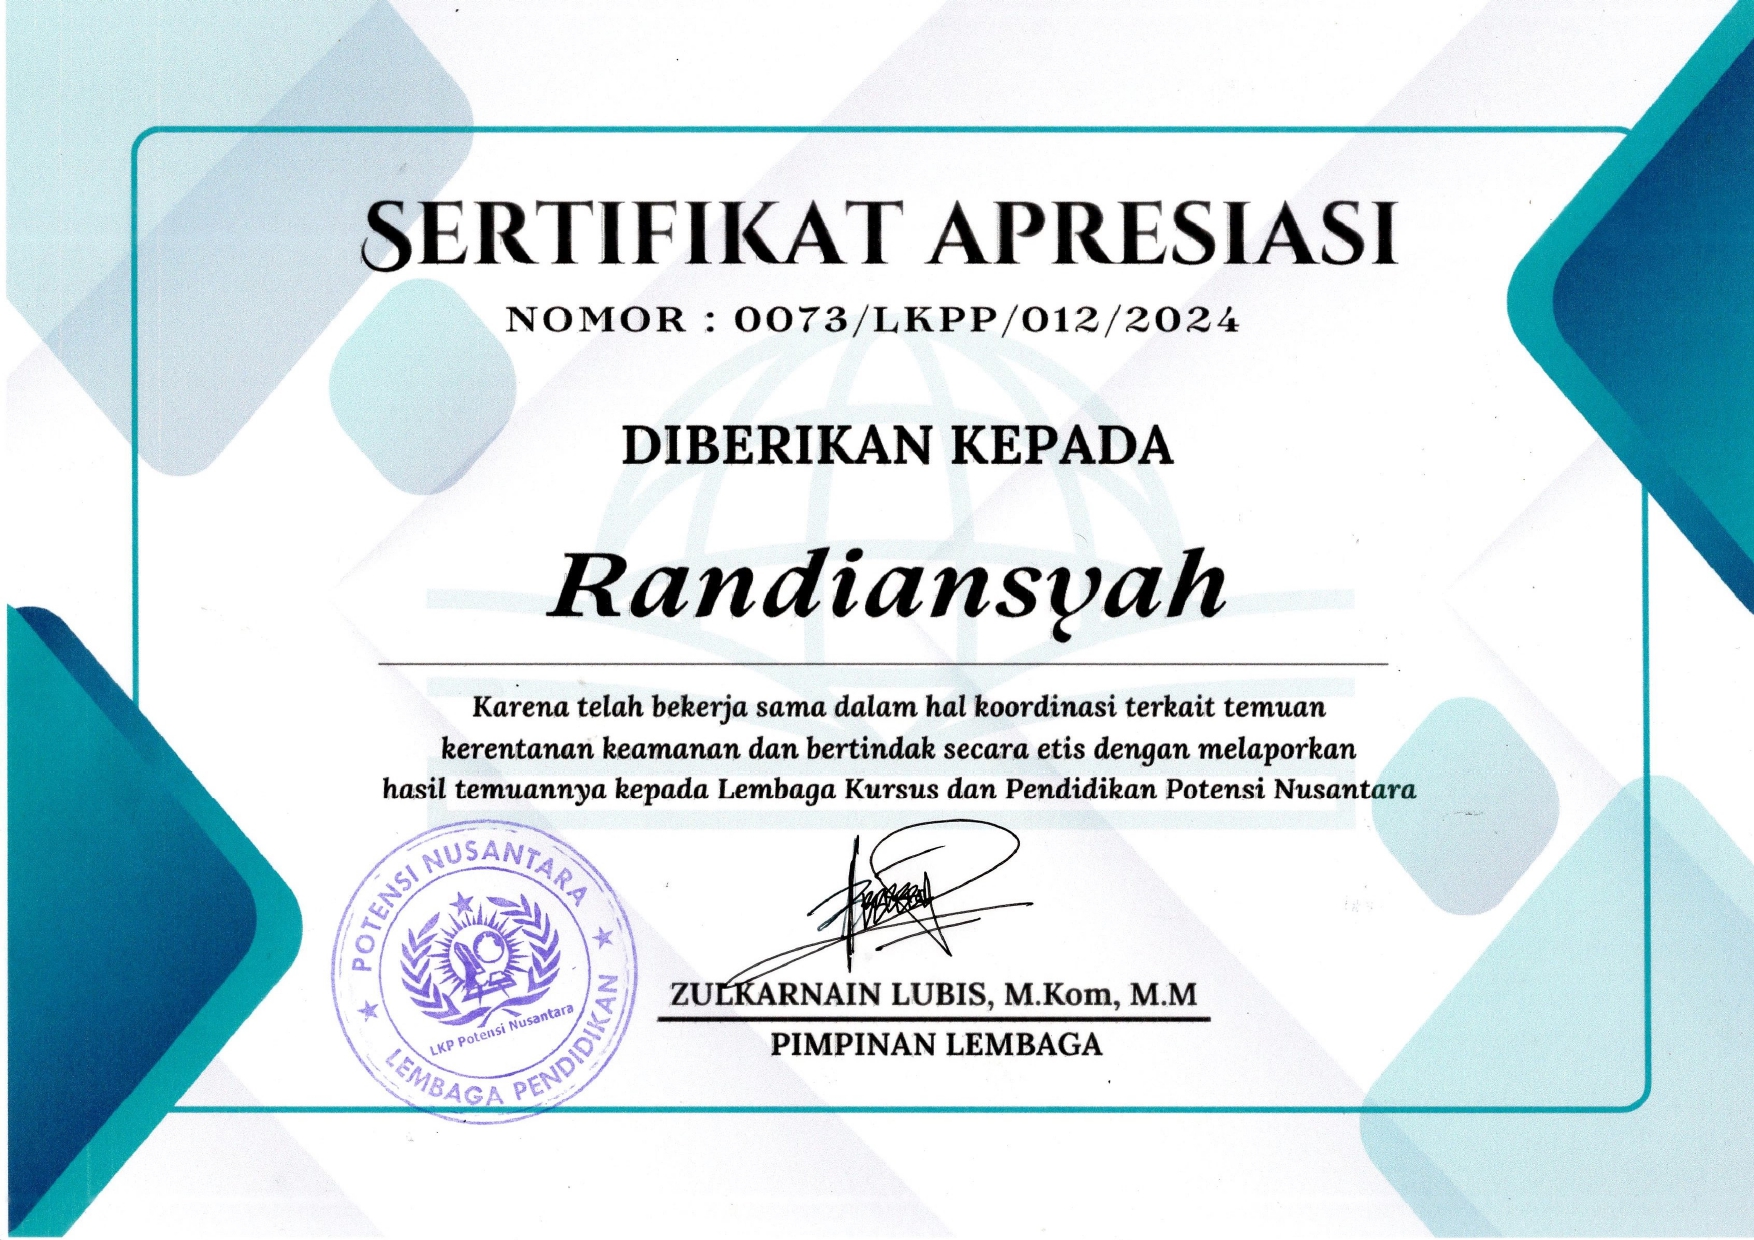 SERTIFIKAT APRESIASI
NOMOR : 0073/LKPP/012/2024
DIBERIKAN KEPADA
Randiansyah
Karena telah bekerja sama dalam hal koordinasi terkait temuan
kerentanan keamanan dan bertindak secara etis dengan melaporkan
hasil temuannya kepada Lembaga Kursus dan Pendidikan Potensi Nusantara
POTENSI NUSANTARA
LKP Potensi Nusantara
LEMBAGA PENDIDIKAN
ZULKARNAIN LUBIS, M.Kom, M.M
PIMPINAN LEMBAGA